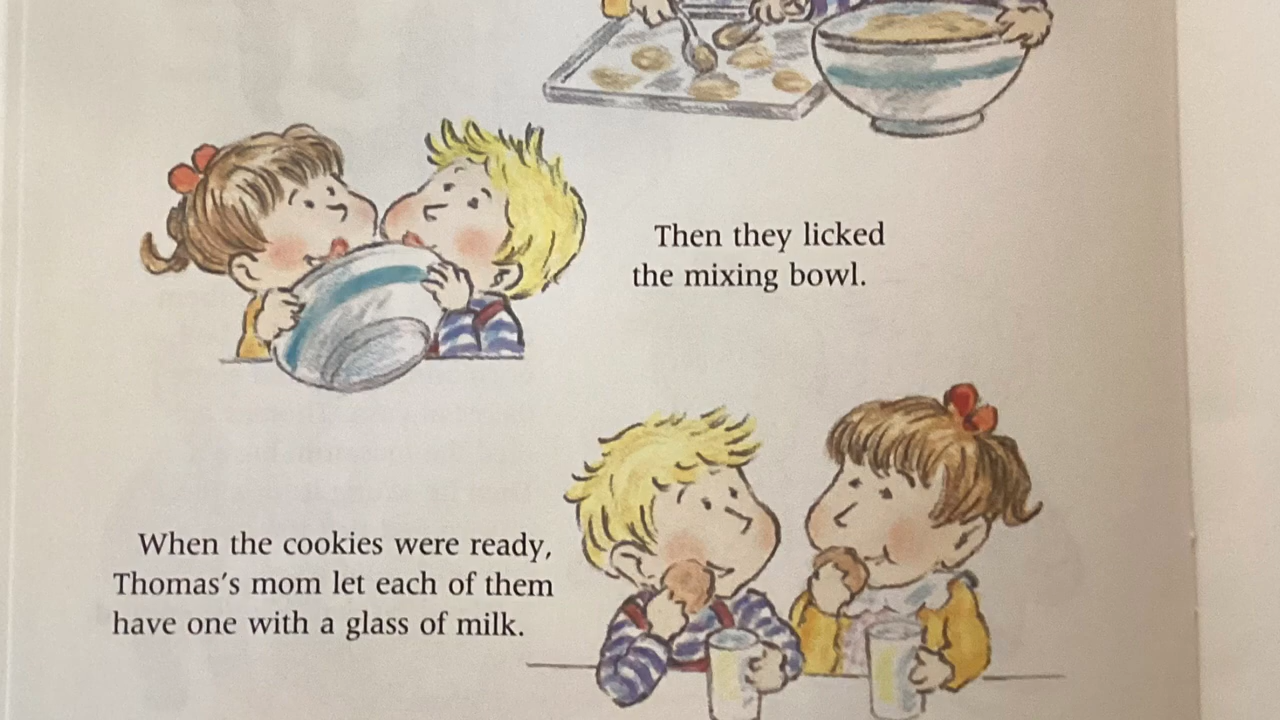 Then they licked
the mixing bowl.
When the cookies were ready,
Thomas's mom let each of them
have one with a glass of milk.